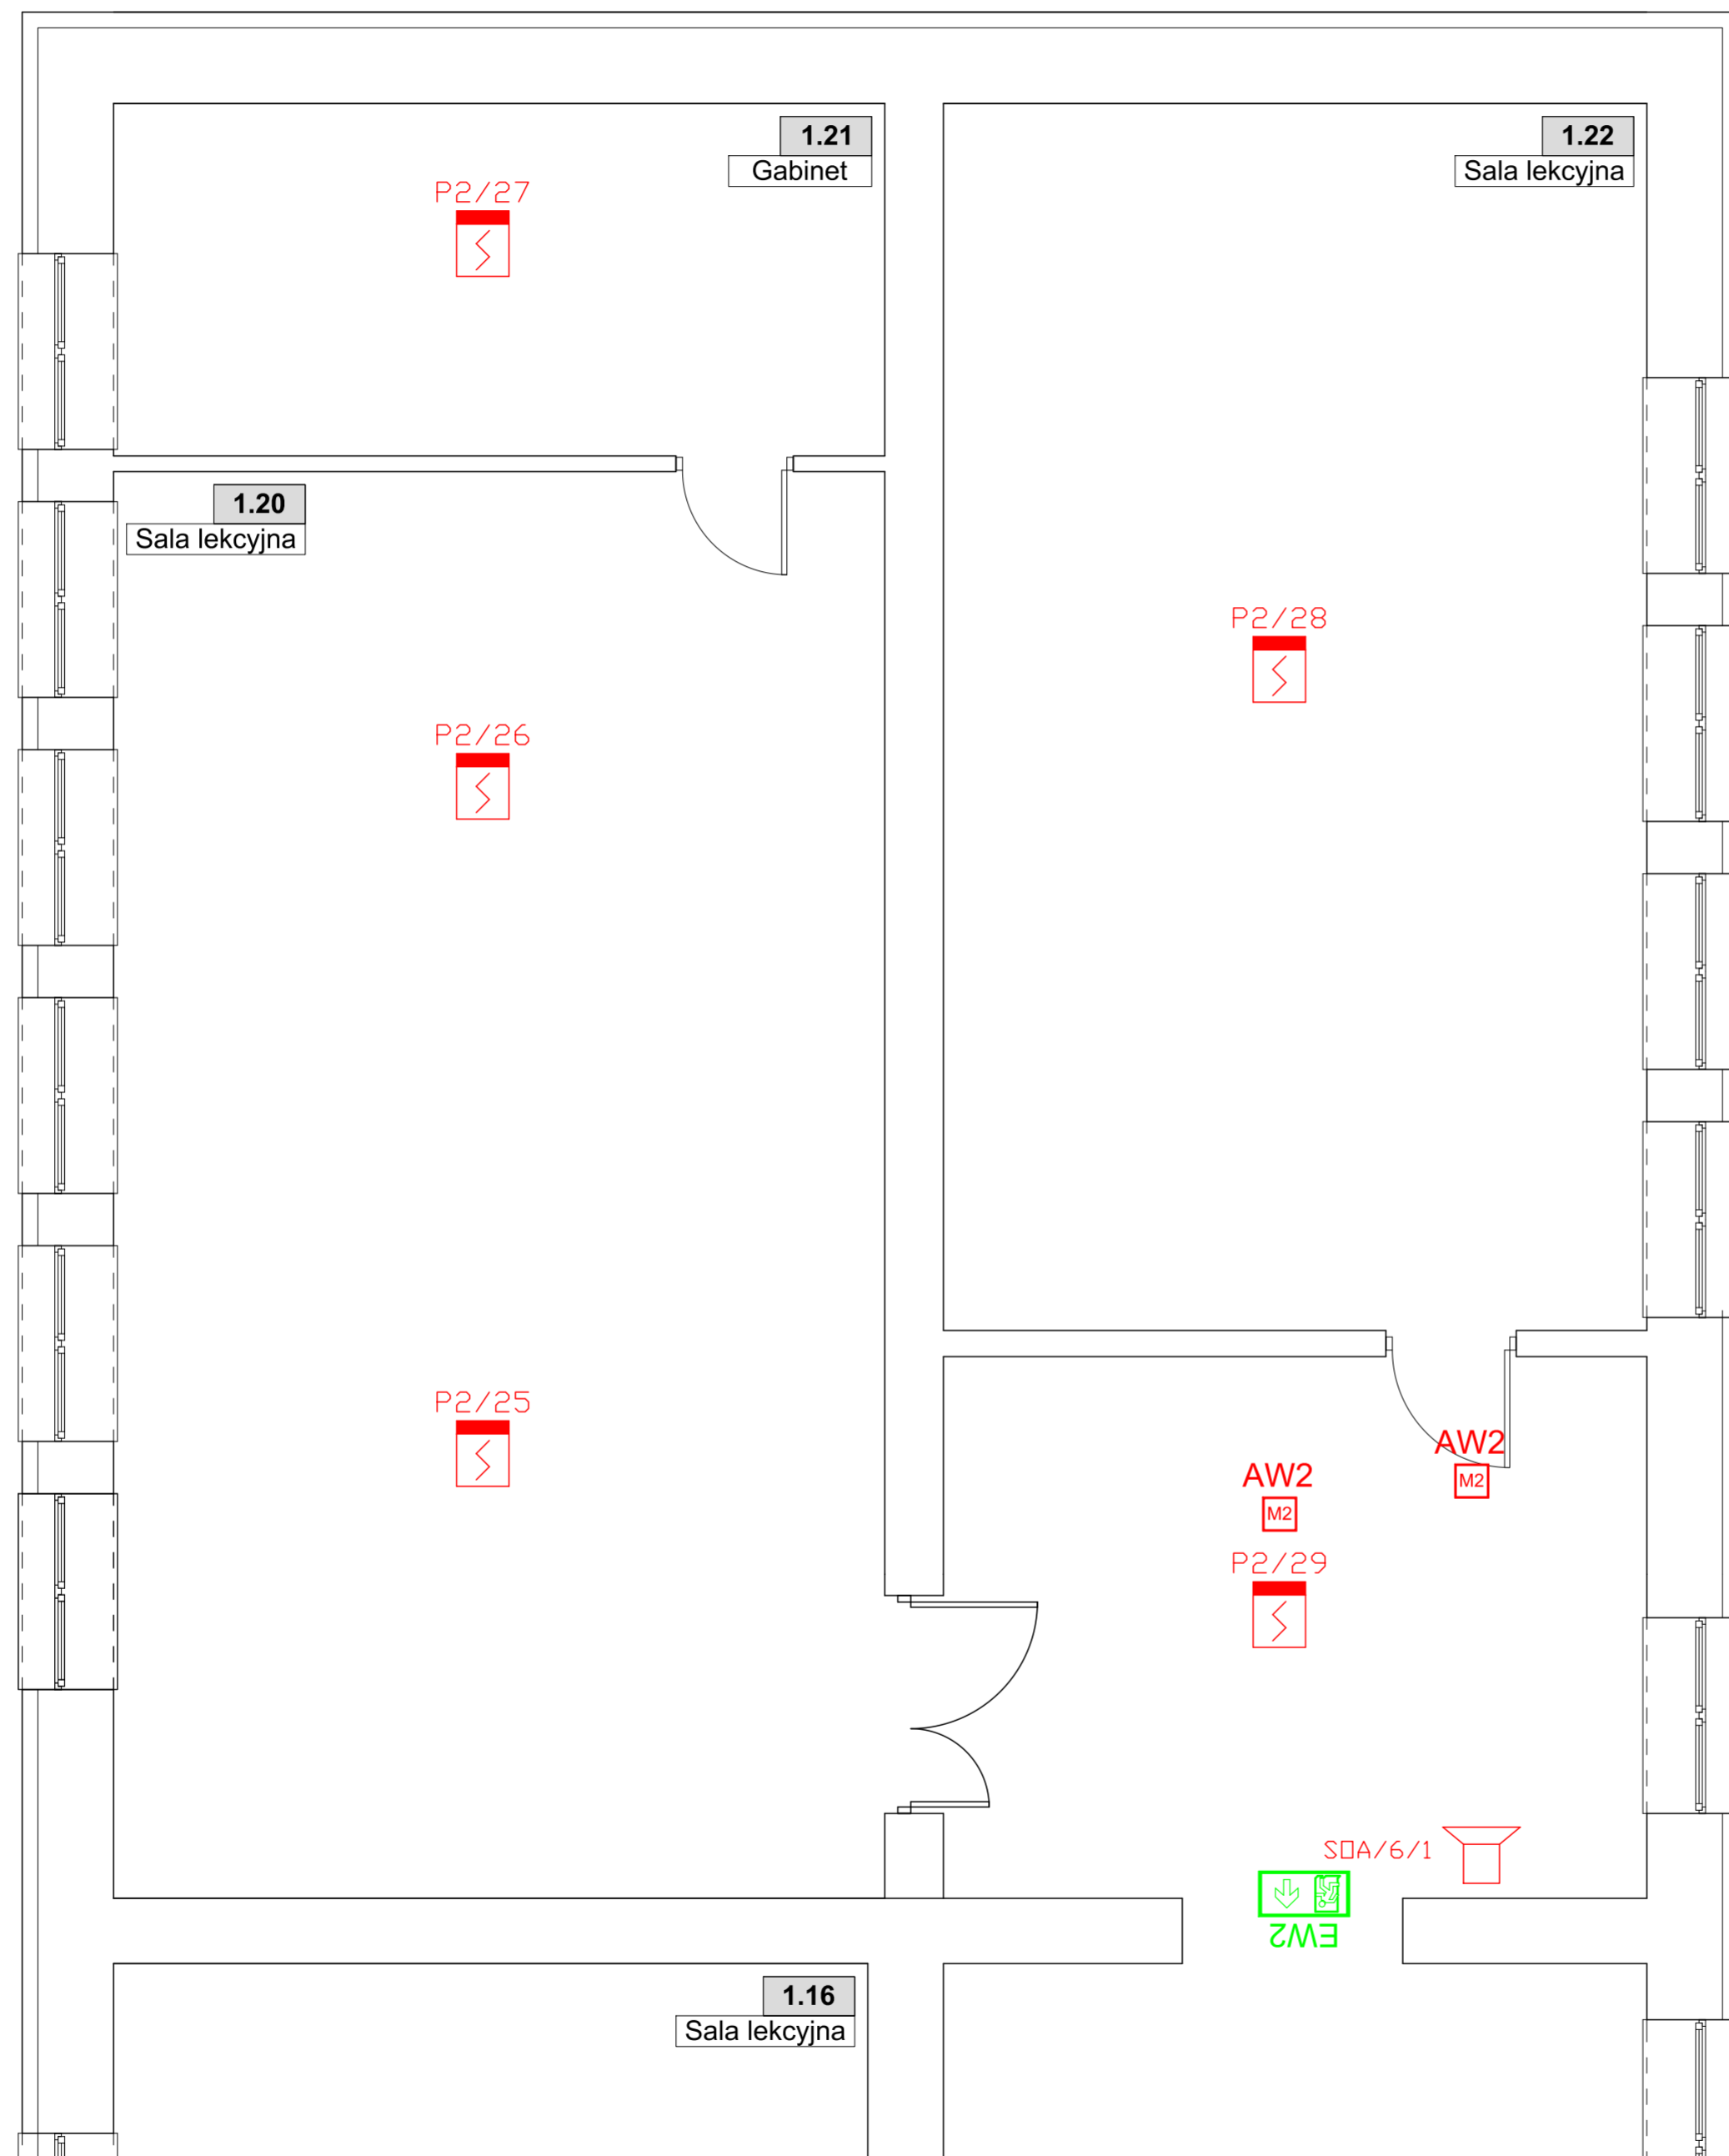 1.21
Gabinet
1.22
Sala lekcyjna
P2/27
1.20
Sala lekcyjna
P2/28
P2/26
P2/25
AW2
M2
AW2
M2
P2/29
SOA/6/1
EW2
1.16
Sala lekcyjna